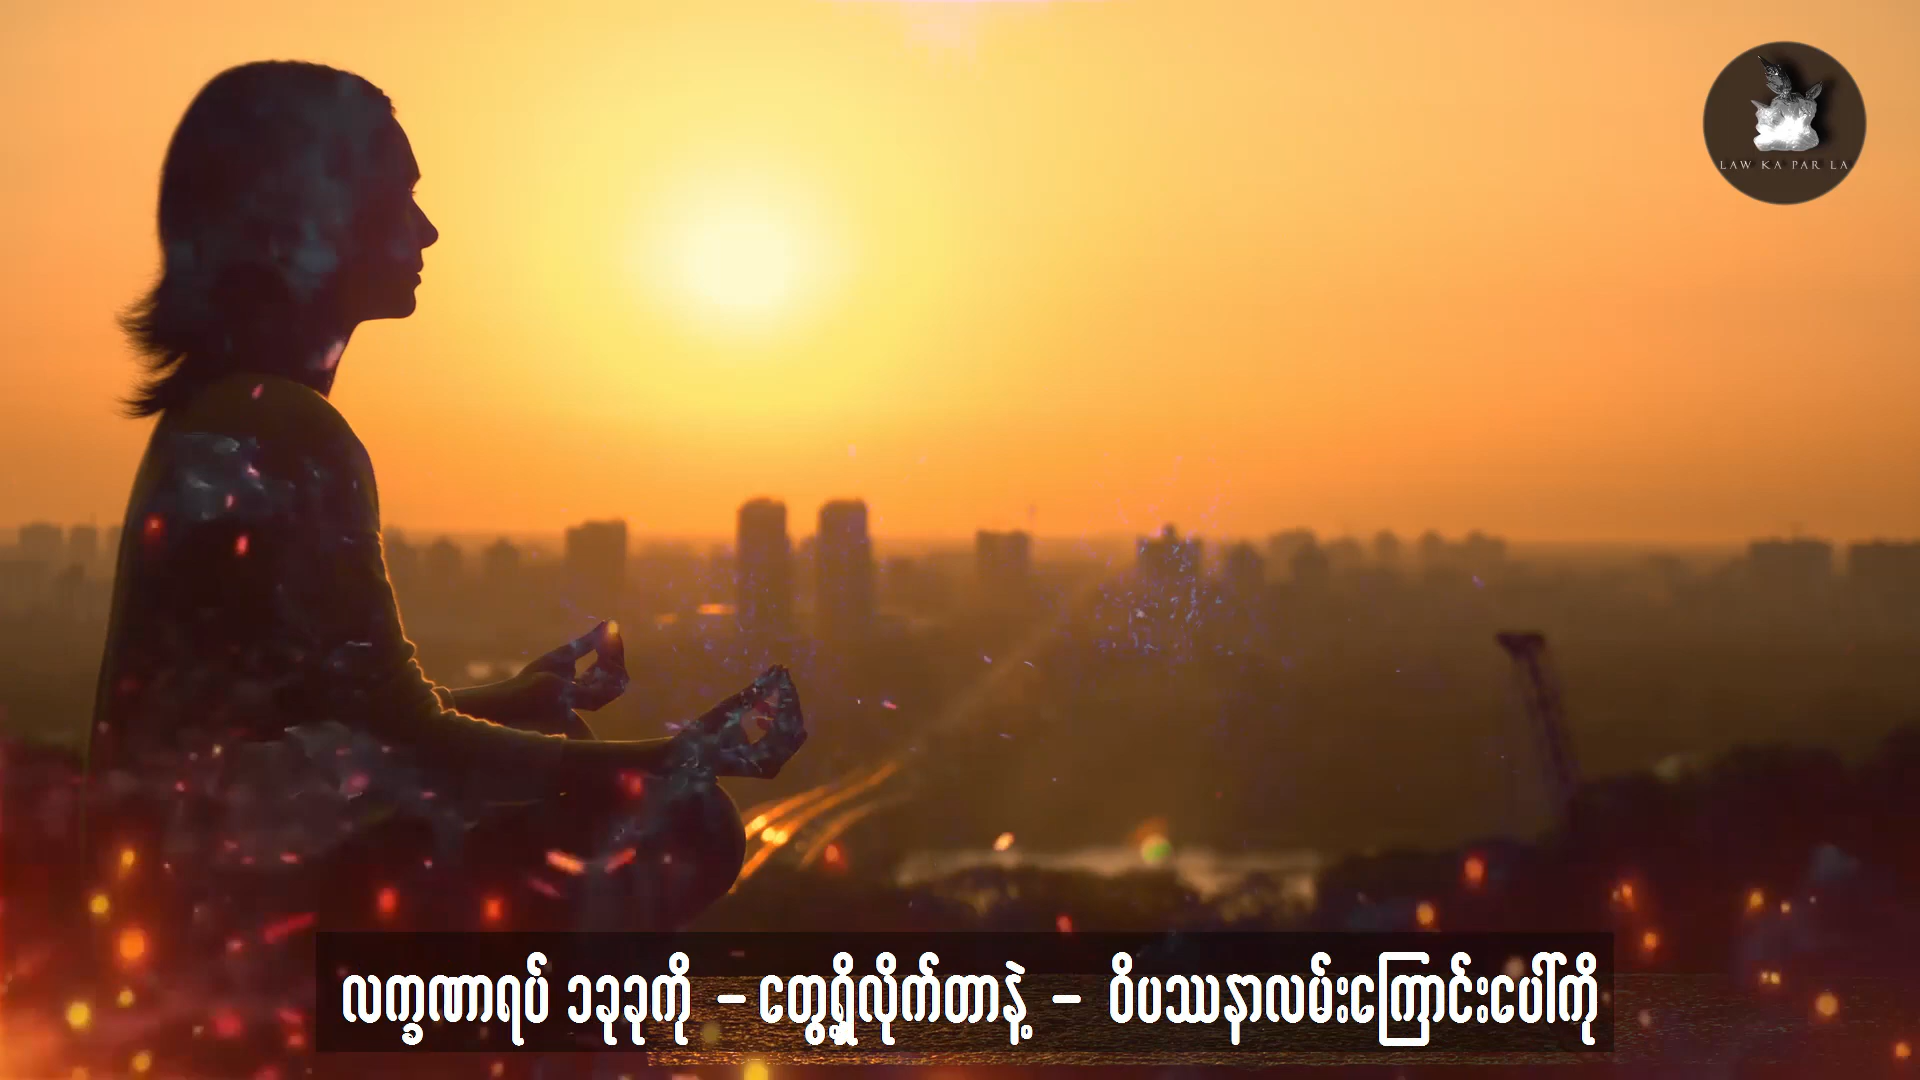 LAW KA PAR LA
လက္ခဏာရပ် ၁ခုခုကို – တွေ့ရှိလိုက်တာနဲ့ – ဝိပဿနာလမ်းကြောင်းပေါ်ကို